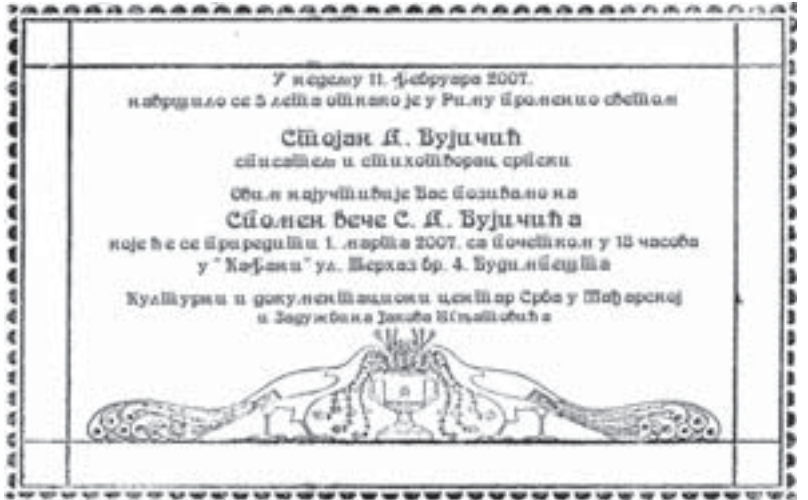 У недељу 11. фебруара 2007.
навршило се 5 лета откако је у Риму променио светом
Стојан Д. Вујичић
списатељ и стихотворац српски
Овим најучтивије Вас позивамо на
Спомен вече С. Д. Вујичића
које ће се приредити 1. марта 2007. са почетком у 18 часова
у "Кафани" ул. Терхаз бр. 4. Будимпешта
Културни и документациони центар Срба у Мађарској
и Задужбина Јакова Игњатовића